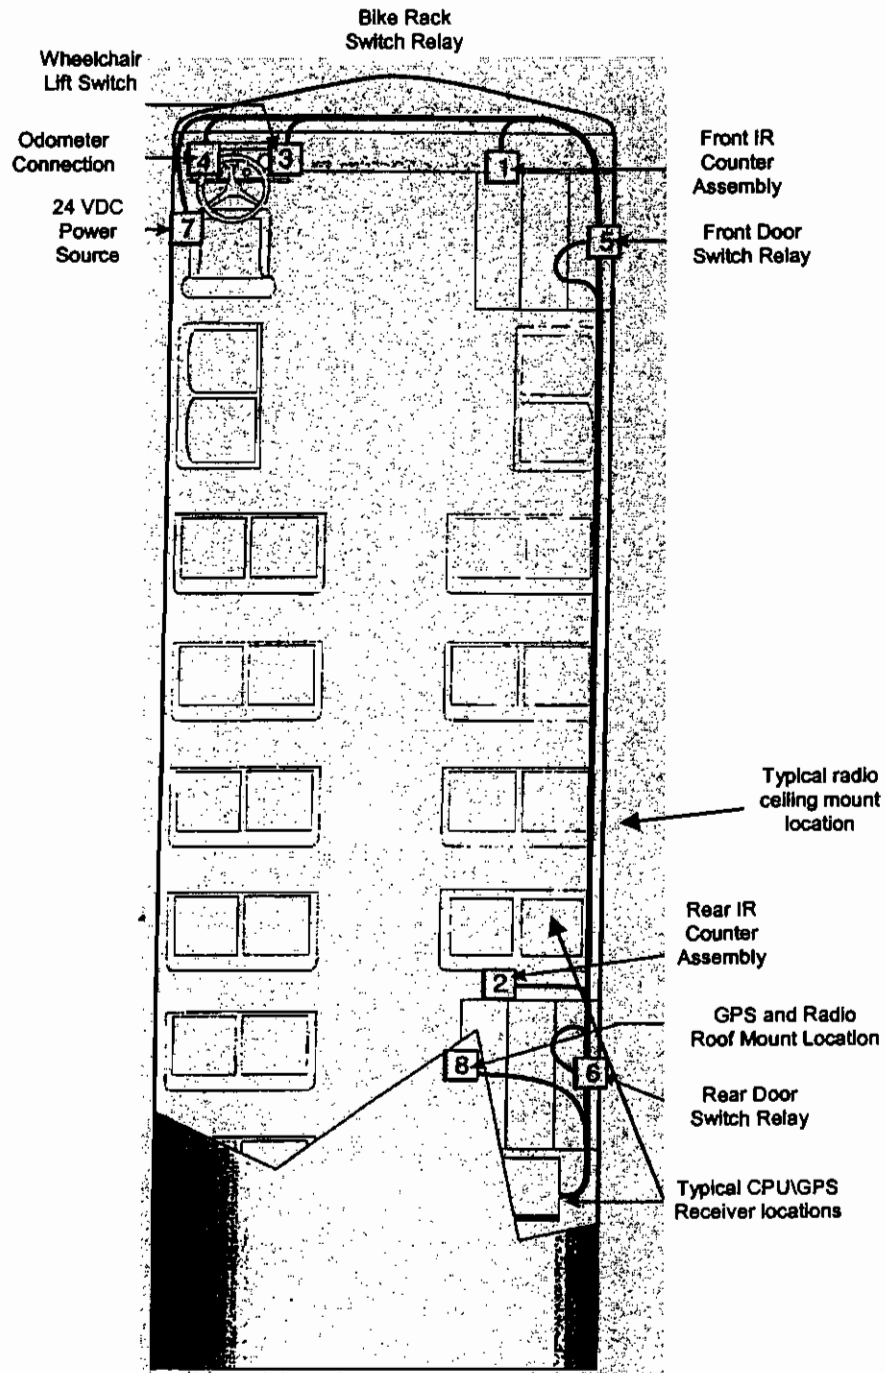 Bike Rack
Switch Relay
Wheelchair
Lift Switch
Odometer
Connection
4
3
1
Front IR
Counter
Assembly
24 VDC
Power
Source
7
5
Front Door
Switch Relay
Typical radio
ceiling mount
location
Rear IR
Counter
Assembly
2
GPS and Radio
Roof Mount Location
8
6
Rear Door
Switch Relay
Typical CPU\GPS
Receiver locations